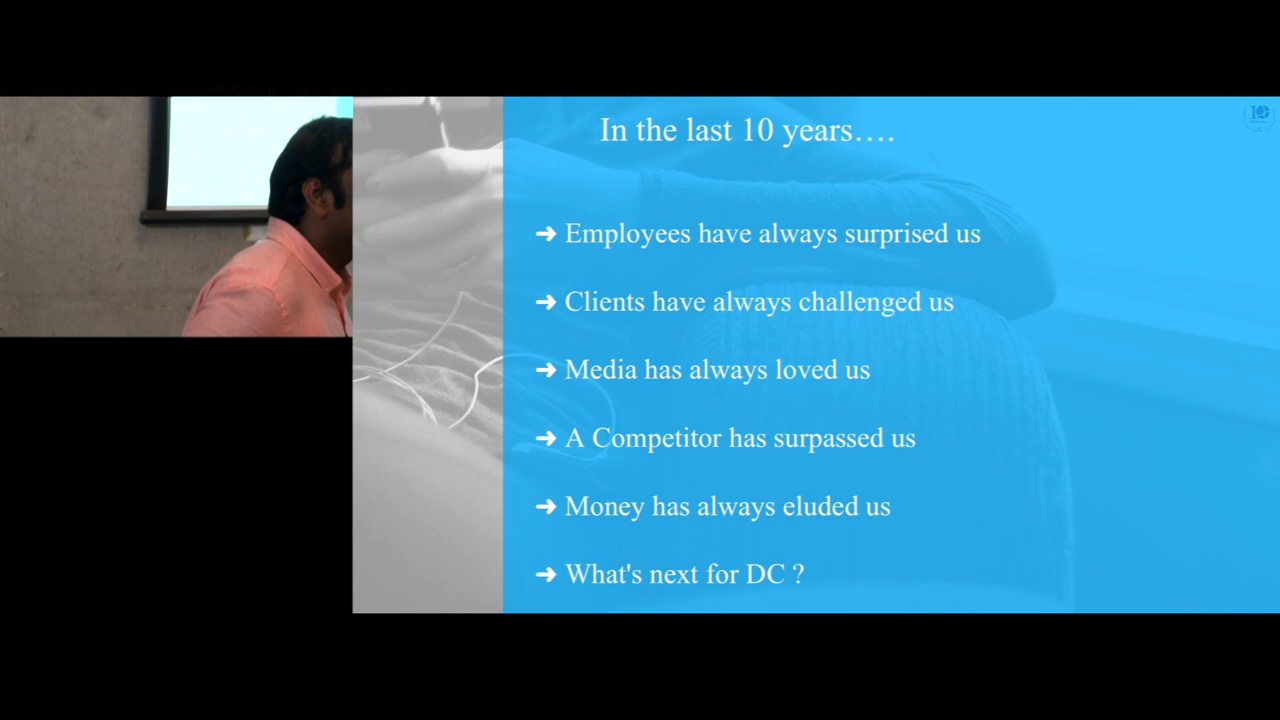 In the last 10 years….
➜ Employees have always surprised us
➜ Clients have always challenged us
➜ Media has always loved us
➜ A Competitor has surpassed us
➜ Money has always eluded us
➜ What's next for DC ?
10